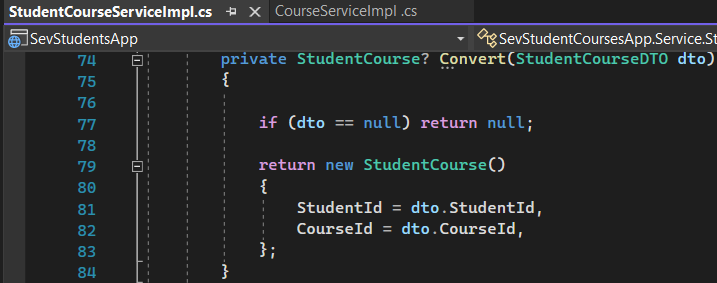 StudentCourseServiceImpl.cs CourseServiceImpl .cs
SevStudentsApp SevStudentCoursesApp.Service.St
74 private StudentCourse? Convert(StudentCourseDTO dto)
75 {
76
77 if (dto == null) return null;
78
79 return new StudentCourse()
80 {
81 StudentId = dto.StudentId,
82 CourseId = dto.CourseId,
83 };
84 }